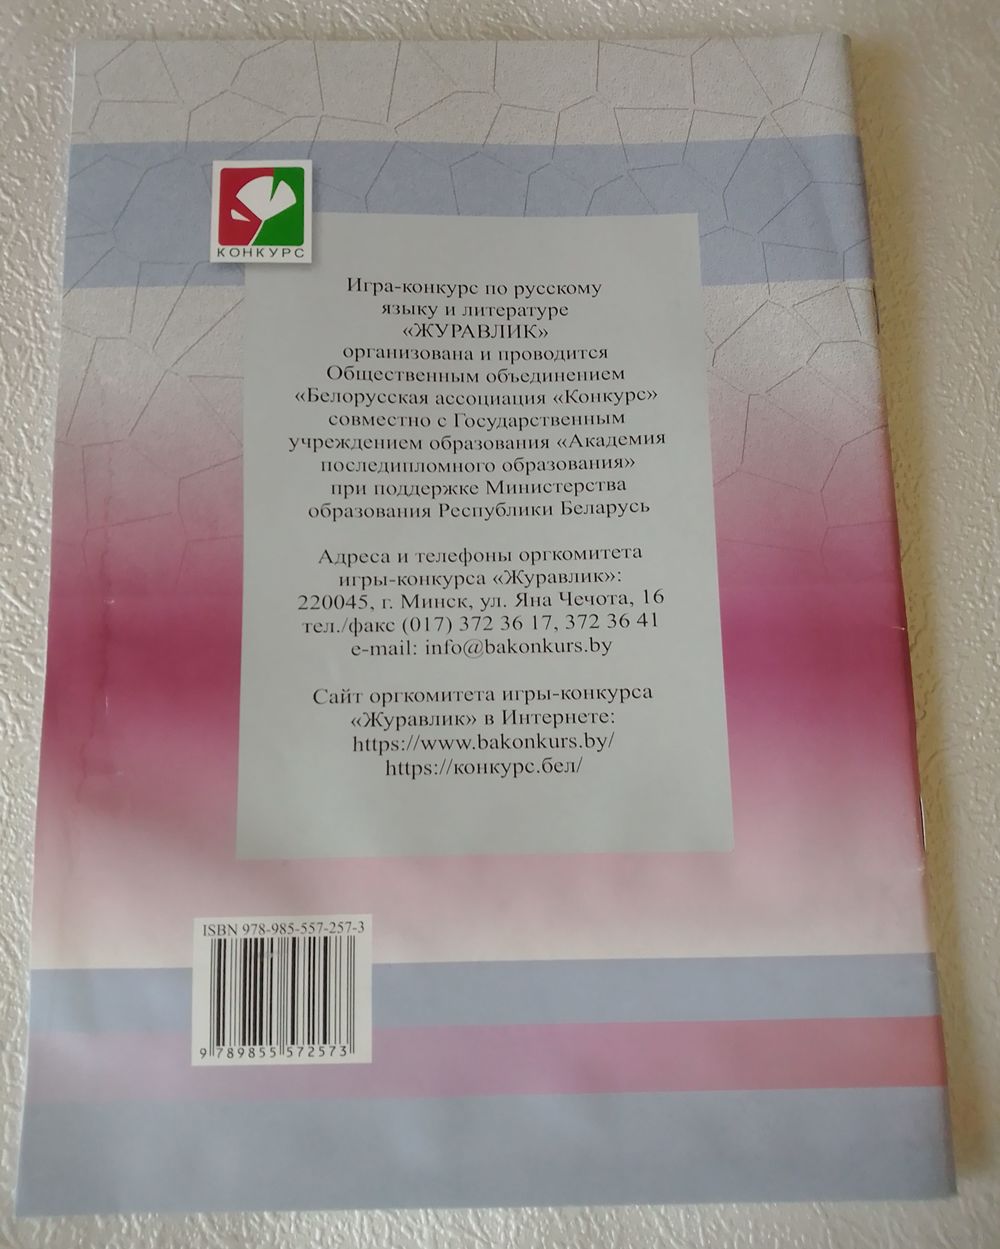 КОНКУРС
Игра-конкурс по русскому
языку и литературе
«ЖУРАВЛИК»
организована и проводится
Общественным объединением
«Белорусская ассоциация «Конкурс»
совместно с Государственным
учреждением образования «Академия
последипломного образования»
при поддержке Министерства
образования Республики Беларусь
Адреса и телефоны оргкомитета
игры-конкурса «Журавлик»:
220045, г. Минск, ул. Яна Чечота, 16
тел./факс (017) 372 36 17, 372 36 41
e-mail: info@bakonkurs.by
Сайт оргкомитета игры-конкурса
«Журавлик» в Интернете:
https://www.bakonkurs.by/
https://конкурс.бел/
ISBN 978-985-557-257-3
9 789855 572573